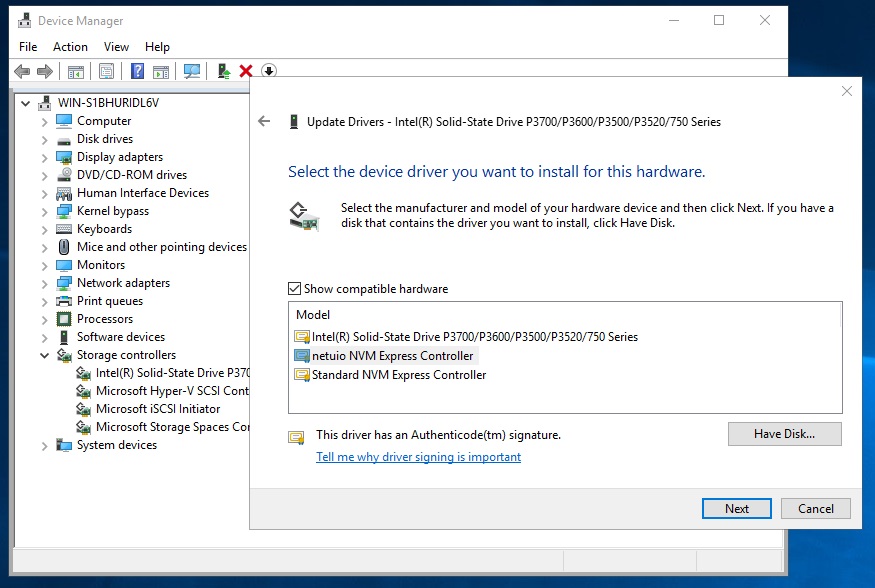 Device Manager
File Action View Help
WIN-S1BHURIDL6V
Computer
Disk drives
Display adapters
DVD/CD-ROM drives
Human Interface Devices
Kernel bypass
Keyboards
Mice and other pointing devices
Monitors
Network adapters
Print queues
Processors
Software devices
Storage controllers
Intel(R) Solid-State Drive P370
Microsoft Hyper-V SCSI Cont
Microsoft iSCSI Initiator
Microsoft Storage Spaces Con
System devices
Update Drivers - Intel(R) Solid-State Drive P3700/P3600/P3500/P3520/750 Series
Select the device driver you want to install for this hardware.
Select the manufacturer and model of your hardware device and then click Next. If you have a
disk that contains the driver you want to install, click Have Disk.
Show compatible hardware
Model
Intel(R) Solid-State Drive P3700/P3600/P3500/P3520/750 Series
netuio NVM Express Controller
Standard NVM Express Controller
This driver has an Authenticode(tm) signature.
Tell me why driver signing is important
Have Disk...
Next
Cancel